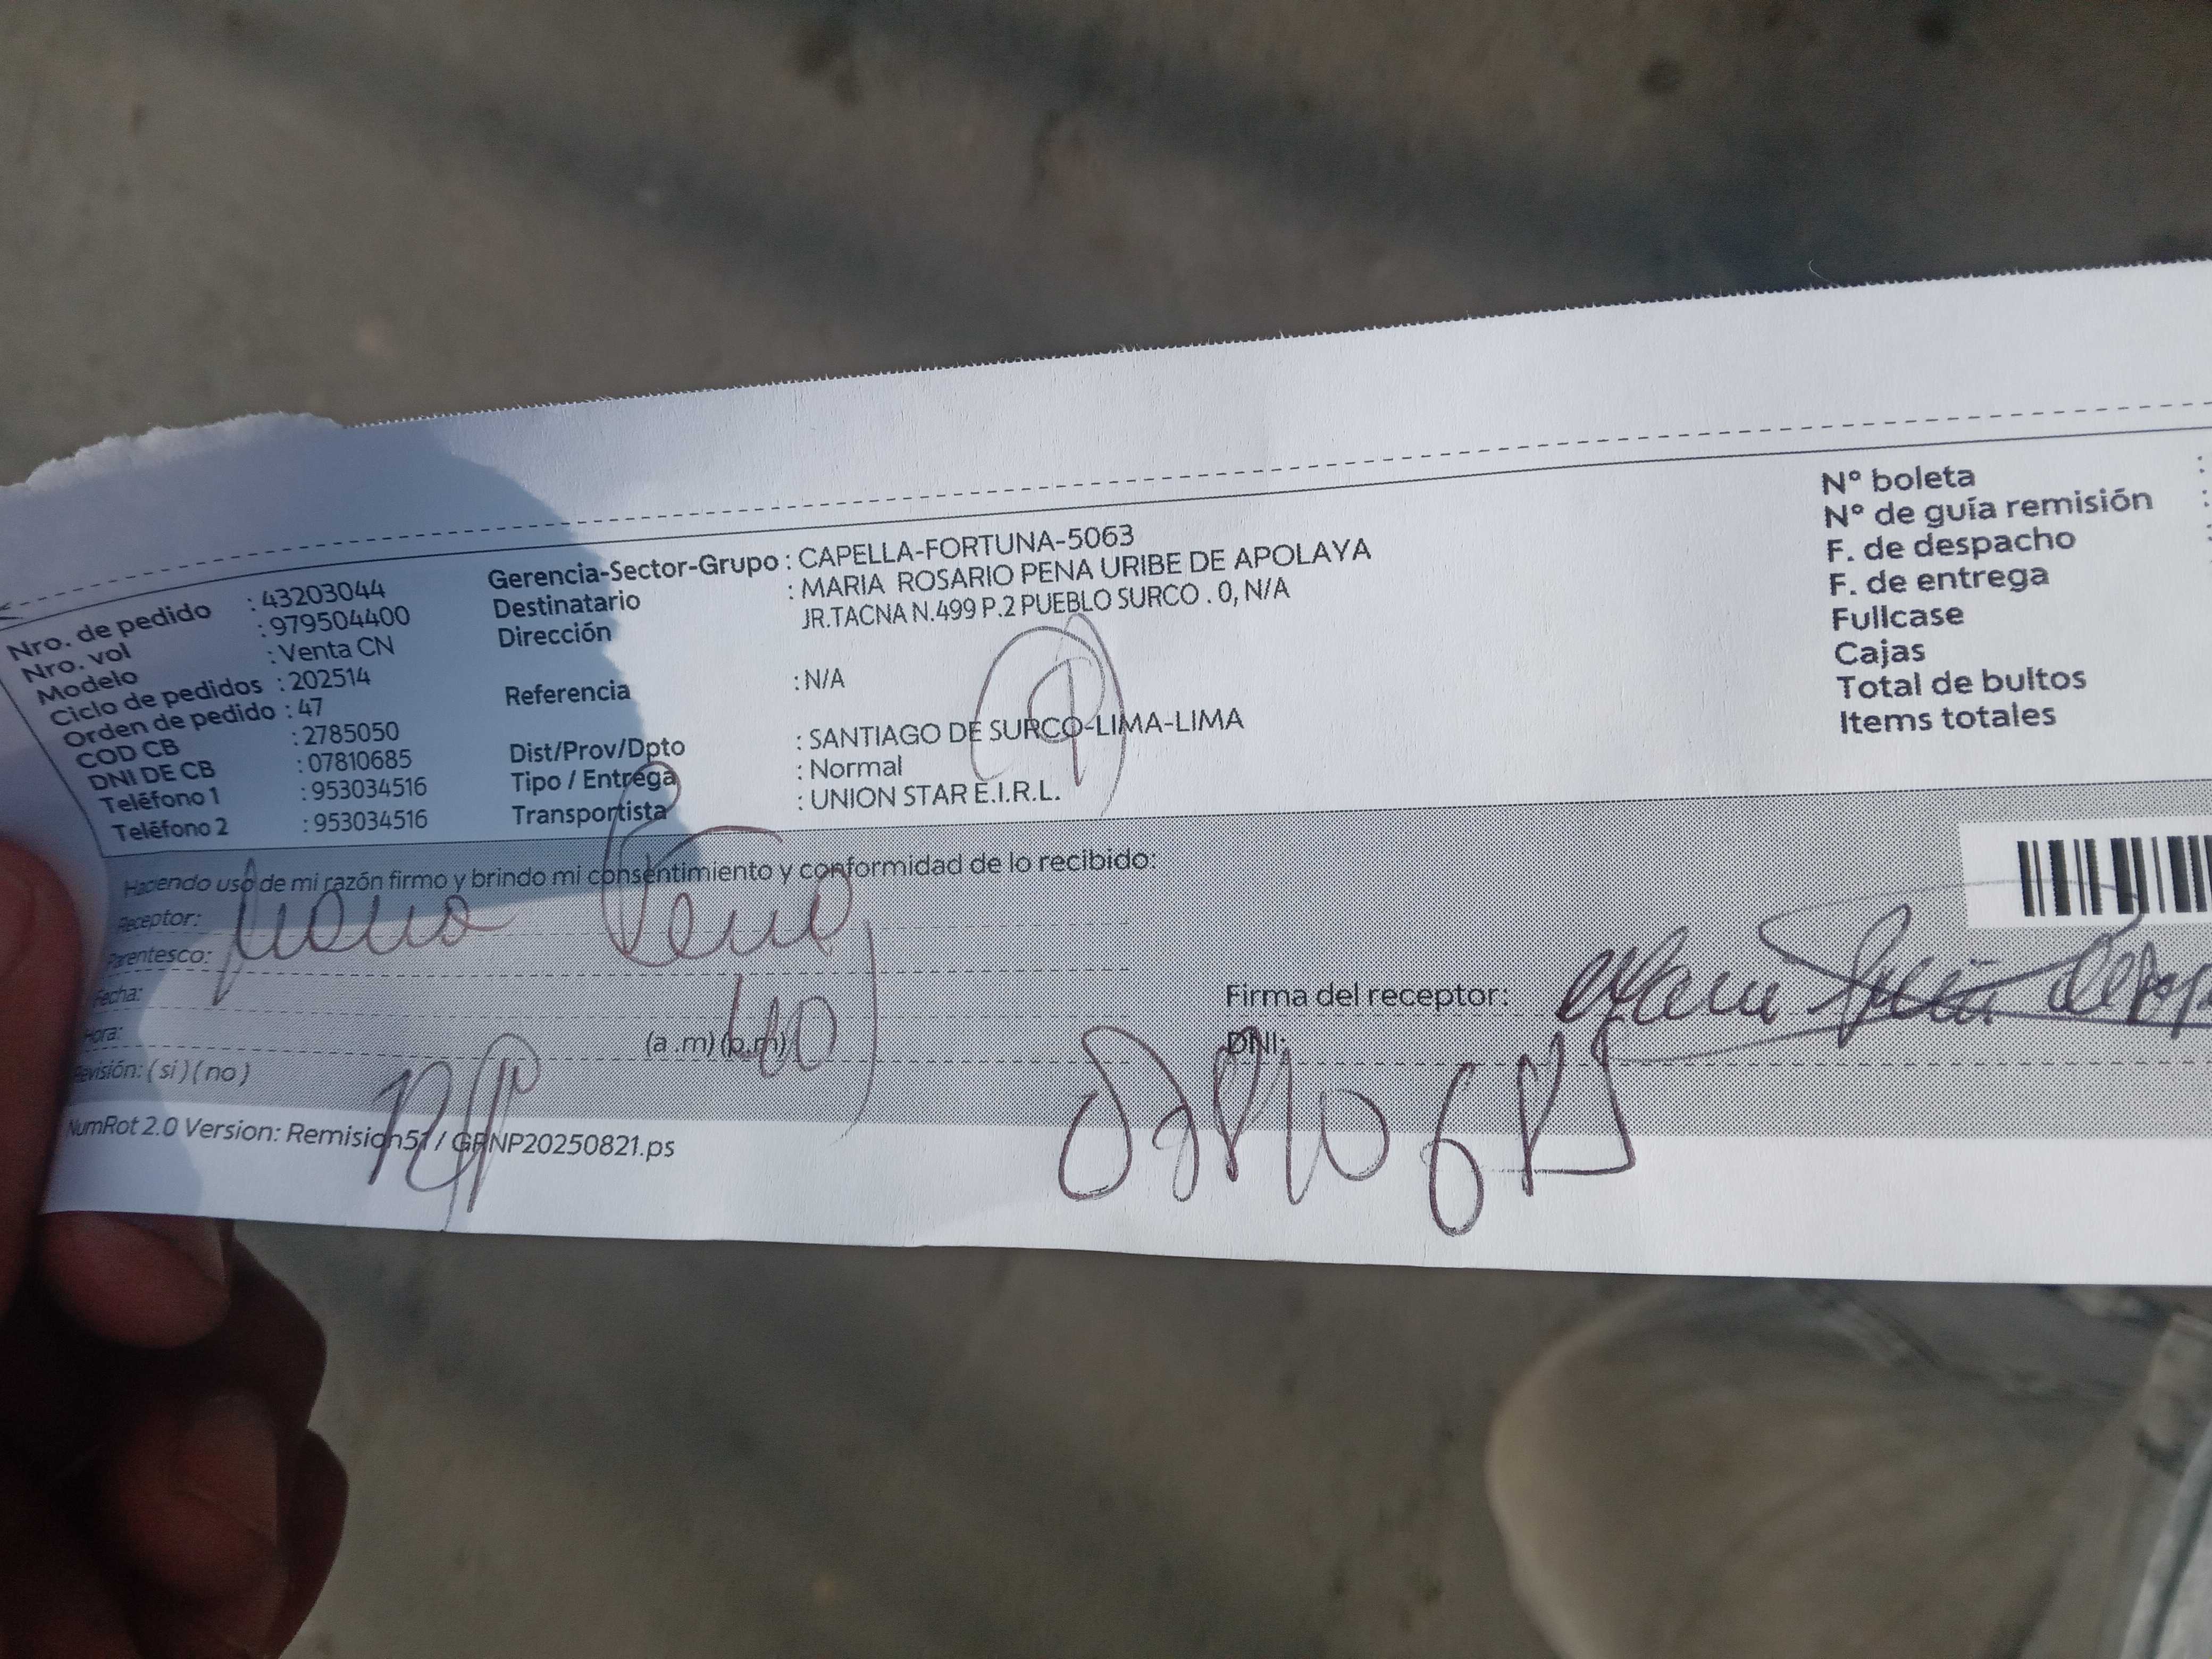 Nro. de pedido : 43203044
Nro. vol : 979504400
Modelo : Venta CN
Ciclo de pedidos : 202514
Orden de pedido : 47
COD CB : 2785050
DNI DE CB : 07810685
Teléfono 1 : 953034516
Teléfono 2 : 953034516
Gerencia-Sector-Grupo : CAPELLA-FORTUNA-5063
Destinatario : MARIA ROSARIO PENA URIBE DE APOLAYA
Dirección JR.TACNA N.499 P.2 PUEBLO SURCO . 0, N/A
Referencia : N/A
Dist/Prov/Dpto : SANTIAGO DE SURCO-LIMA-LIMA
Tipo / Entrega : Normal
Transportista : UNION STAR E.I.R.L.
N° boleta :
N° de guía remisión :
F. de despacho :
F. de entrega
Fullcase
Cajas
Total de bultos
Items totales
Haciendo uso de mi razón firmo y brindo mi consentimiento y conformidad de lo recibido:
Receptor:
Parentesco:
Fecha:
Hora: (a .m) (p.m)
Revisión: ( si ) ( no )
Firma del receptor:
DNI:
NumRot 2.0 Version: Remision51 / GRNP20250821.ps